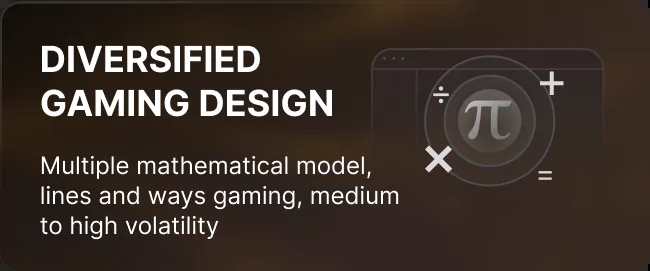 DIVERSIFIED
GAMING DESIGN
Multiple mathematical model,
lines and ways gaming, medium
to high volatility
÷
+
π
×
=